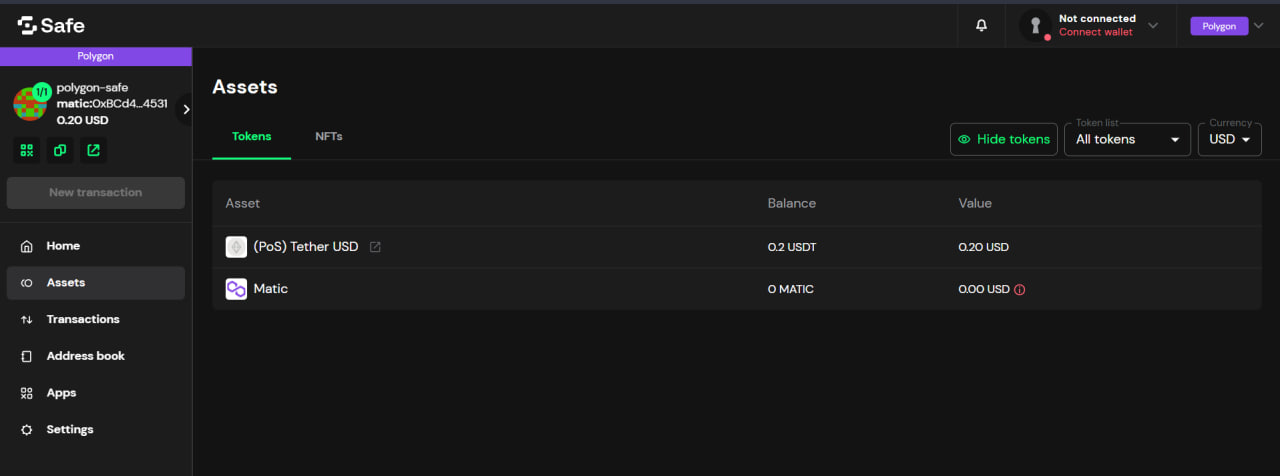 Safe
Not connected
Connect wallet
Polygon
Polygon
1/1
polygon-safe
matic:0xBCd4...4531
0.20 USD
New transaction
Home
Assets
Transactions
Address book
Apps
Settings
Assets
Tokens NFTs
Hide tokens
Token list
All tokens
Currency
USD
Asset Balance Value
(PoS) Tether USD 0.2 USDT 0.20 USD
Matic 0 MATIC 0.00 USD